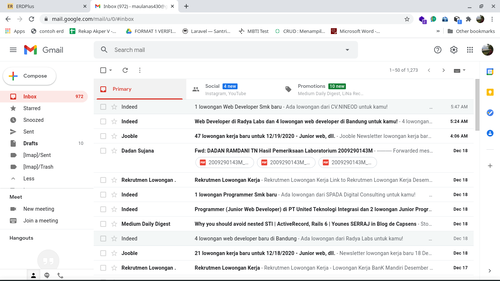 ERDPlus
Inbox (972) - maulanas430@
mail.google.com/mail/u/0/#inbox
Apps
contoh erd
Rekap Akper V -
FORMAT 1 VERIFI
Laravel — Santri
MBTI Test
CRUD : Menampil
Microsoft Word -
Other bookmarks
Gmail
Search mail
Compose
1–50 of 1,273
Inbox 972
Starred
Snoozed
Sent
Drafts 10
[Imap]/Sent
[Imap]/Trash
Less
Meet
New meeting
Join a meeting
Hangouts
Primary
Social 4 new
Instagram, YouTube
Promotions 10 new
Medium Daily Digest,
Indeed 1 lowongan Web Developer Smk baru - Ada lowongan dari CV.NINEOD untuk kamu! 5:47 AM
Indeed Web Developer di Radya Labs dan 4 lowongan web developer di Bandung untuk kamu! - 4 lowongan 5:24 AM
Jooble 47 lowongan kerja baru untuk 12/19/2020 - Junior web, dll. - Jooble Newsletter lowongan kerja bar 4:06 AM
Dadan Sujana Fwd: DADAN RAMDANI TN Hasil Pemeriksaan Laboratorium 2009290143M - Forwarded mes Dec 18
2009290143M_... 2009290143M_... 2009290143M_...
Rekrutmen Lowongan . Rekrutmen Lowongan Kerja - Rekrutmen Lowongan Kerja Link to Rekrutmen Lowongan Kerja Dec 18
Indeed 1 lowongan Programmer Smk baru - Ada lowongan dari SPADA Digital Consulting untuk kamu! Dec 18
Indeed Programmer (Junior Web Developer) di PT United Teknologi Integrasi dan 2 lowongan Junior Progr... Dec 18
Medium Daily Digest Why you should avoid nested STI | ActiveRecord, Rails 6 | Younes SERRAJ in Blog de Capsens Dec 18
Indeed 4 lowongan web developer baru di Bandung - Ada lowongan dari Radya Labs untuk kamu! Dec 18
Jooble 21 lowongan kerja baru untuk 12/18/2020 - Junior web, dll. - Newsletter lowongan kerja baru 18 De Dec 18
Rekrutmen Lowongan . Rekrutmen Lowongan Kerja - Rekrutmen Lowongan Kerja Lowongan Kerja BanK Mandiri Desember Dec 17